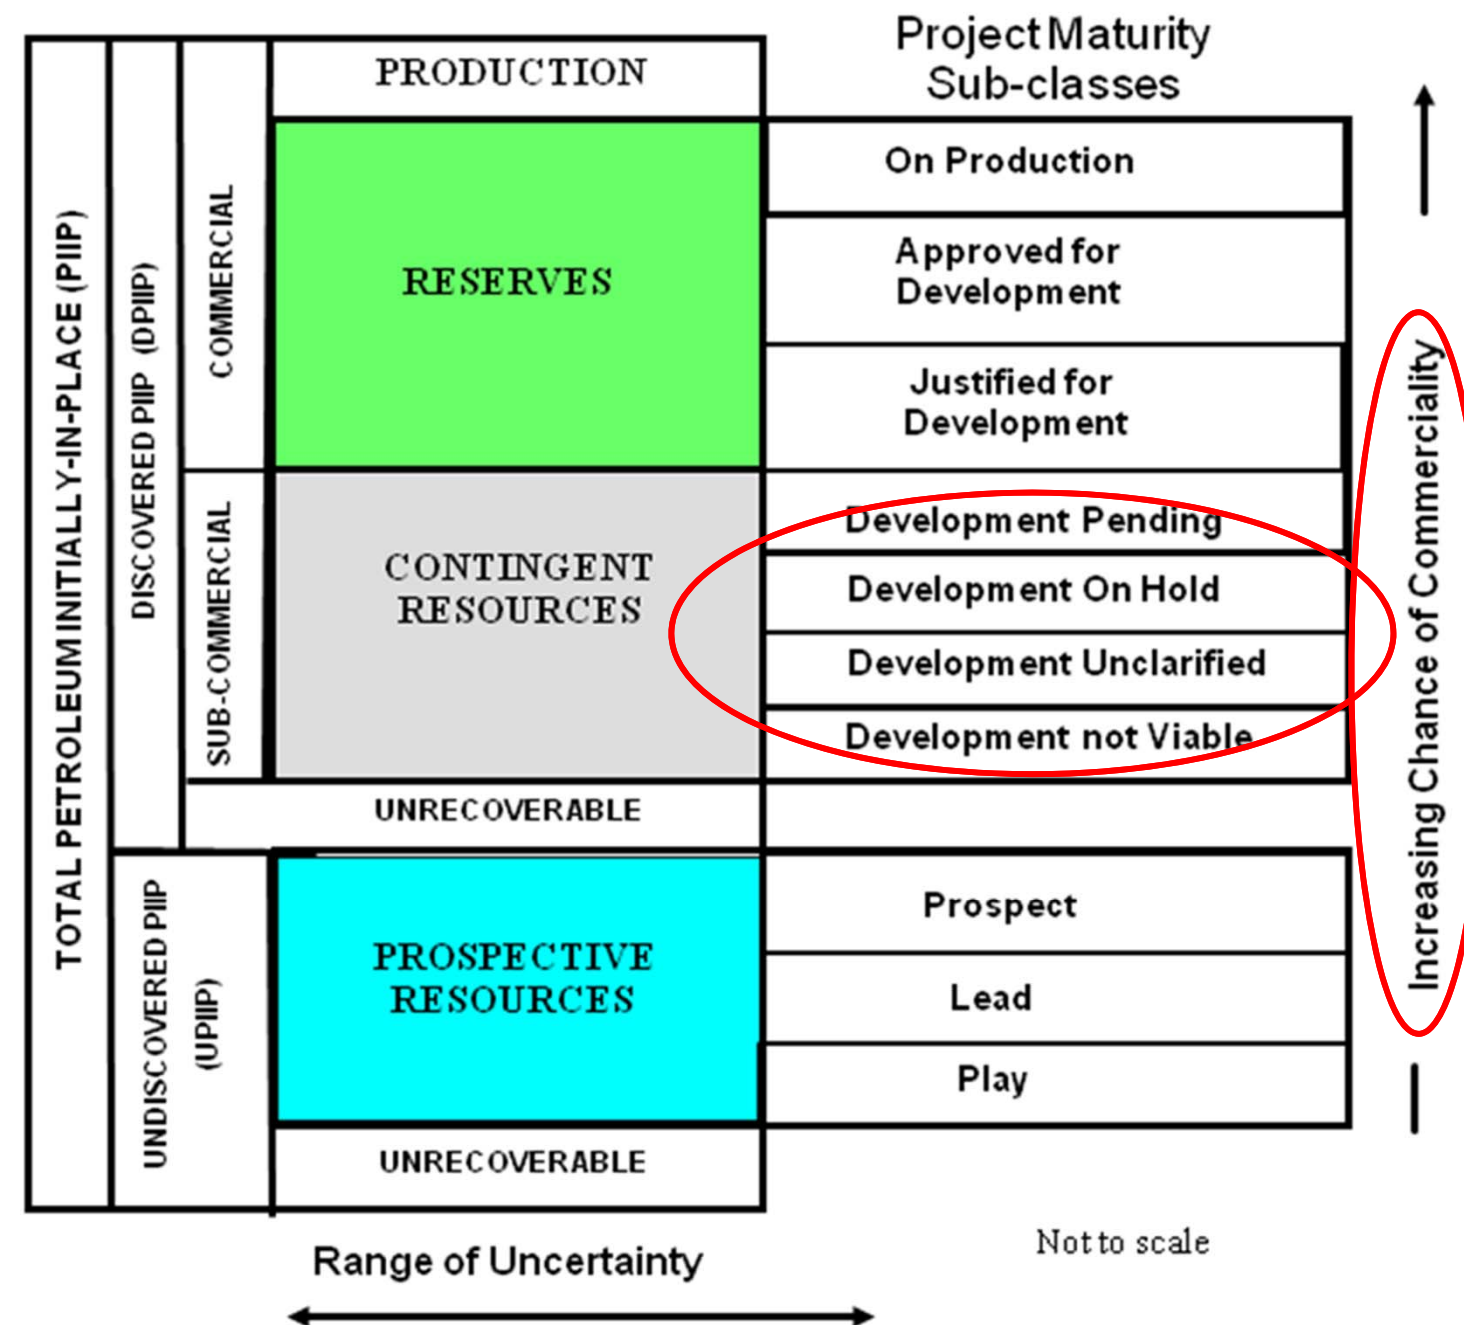 Project Maturity
Sub-classes
PRODUCTION
TOTAL PETROLEUM INITIALLY-IN-PLACE (PIIP)
DISCOVERED PIIP (DPIIP)
COMMERCIAL
RESERVES
On Production
Approved for
Development
Justified for
Development
SUB-COMMERCIAL
CONTINGENT
RESOURCES
Development Pending
Development On Hold
Development Unclarified
Development not Viable
UNRECOVERABLE
UNDISCOVERED PIIP
(UPIIP)
PROSPECTIVE
RESOURCES
Prospect
Lead
Play
UNRECOVERABLE
Increasing Chance of Commerciality
Range of Uncertainty
Not to scale